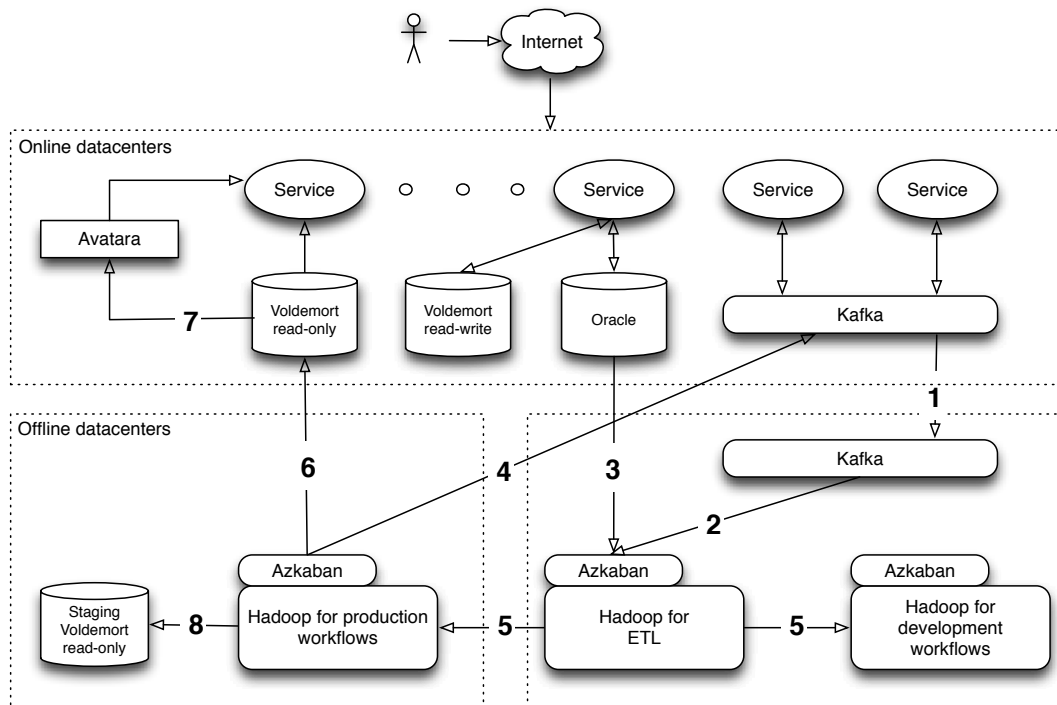 Internet
Online datacenters
Service
Service
Service
Service
Avatara
7
Voldemort
read-only
Voldemort
read-write
Oracle
Kafka
1
Offline datacenters
6
4
3
Kafka
2
Azkaban
Azkaban
Azkaban
Staging
Voldemort
read-only
8
Hadoop for production
workflows
5
Hadoop for
ETL
5
Hadoop for
development
workflows